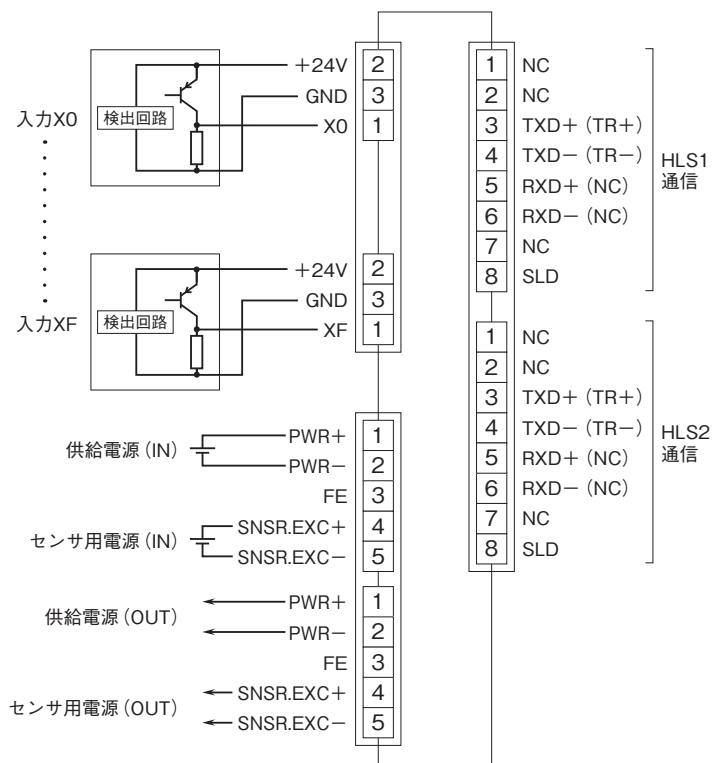 入力X0
検出回路
+24V 2
GND 3
X0 1
入力XF
検出回路
+24V 2
GND 3
XF 1
供給電源(IN)
PWR+ 1
PWR− 2
FE 3
センサ用電源(IN)
SNSR.EXC+ 4
SNSR.EXC− 5
供給電源(OUT)
PWR+ 1
PWR− 2
FE 3
センサ用電源(OUT)
SNSR.EXC+ 4
SNSR.EXC− 5
1 NC
2 NC
3 TXD+(TR+)
4 TXD−(TR−)
5 RXD+(NC)
6 RXD−(NC)
7 NC
8 SLD
HLS1
通信
1 NC
2 NC
3 TXD+(TR+)
4 TXD−(TR−)
5 RXD+(NC)
6 RXD−(NC)
7 NC
8 SLD
HLS2
通信